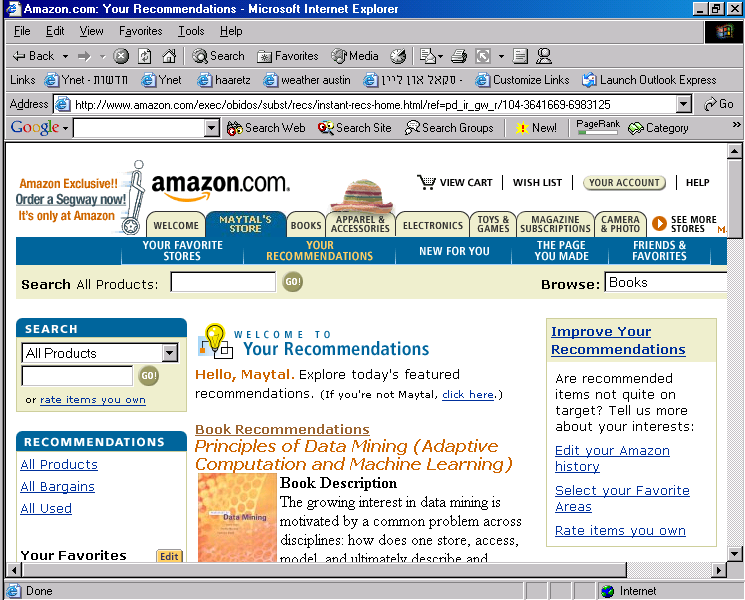 Amazon.com: Your Recommendations - Microsoft Internet Explorer
File Edit View Favorites Tools Help
Back Search Favorites Media
Links Ynet - חדשות Ynet haaretz weather austin סקאל און ליין - Customize Links Launch Outlook Express
Address http://www.amazon.com/exec/obidos/subst/recs/instant-recs-home.html/ref=pd_ir_gw_r/104-3641669-6983125 Go
Google Search Web Search Site Search Groups New! PageRank Category »
Amazon Exclusive!!
Order a Segway now!
It's only at Amazon
amazon.com.
VIEW CART WISH LIST YOUR ACCOUNT HELP
WELCOME MAYTAL'S STORE BOOKS APPAREL & ACCESSORIES ELECTRONICS TOYS & GAMES MAGAZINE SUBSCRIPTIONS CAMERA & PHOTO SEE MORE STORES
YOUR FAVORITE STORES YOUR RECOMMENDATIONS NEW FOR YOU THE PAGE YOU MADE FRIENDS & FAVORITES
Search All Products: GO! Browse: Books
SEARCH
All Products
GO!
or rate items you own
RECOMMENDATIONS
All Products
All Bargains
All Used
Your Favorites Edit
WELCOME TO
Your Recommendations
Hello, Maytal. Explore today's featured
recommendations. (If you're not Maytal, click here.)
Book Recommendations
Principles of Data Mining (Adaptive
Computation and Machine Learning)
Data Mining
Book Description
The growing interest in data mining is
motivated by a common problem across
disciplines: how does one store, access,
model, and ultimately describe and
Improve Your
Recommendations
Are recommended
items not quite on
target? Tell us more
about your interests:
Edit your Amazon
history
Select your Favorite
Areas
Rate items you own
Done Internet